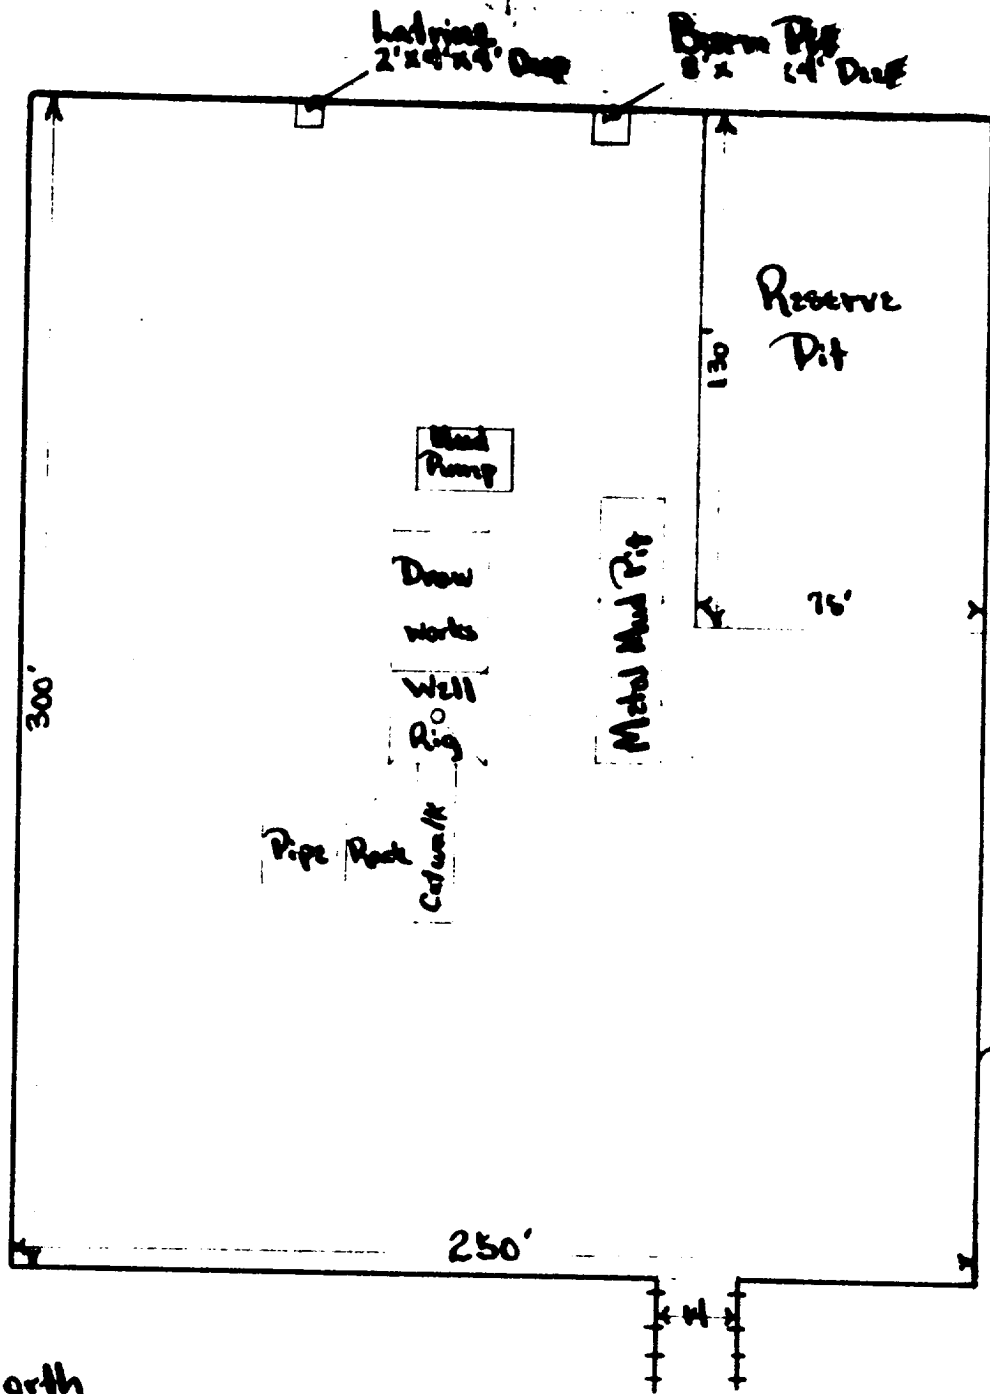 Latrine
2'x4'x4' Deep
Burn Pit
8'x 4' Deep
Reserve
Pit
130'
Mud
Pump
Draw
works
Metal Mud Pit
75'
Well
Rig
300'
Pipe Rack
Catwalk
250'
orth